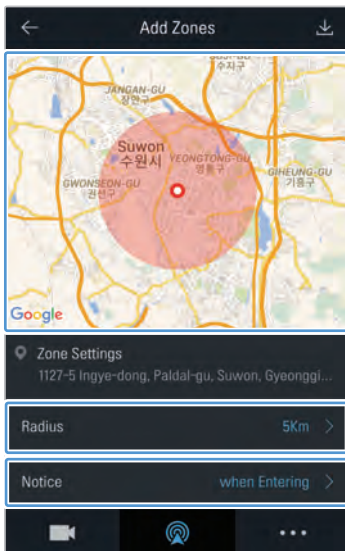 Add Zones
수지구
JANGAN-GU
장안구
Suwon
수원시
YEONGTONG-GU
영통구
GWONSEON-GU
권선구
GIHEUNG-GU
기흥구
Google
Zone Settings
1127-5 Ingye-dong, Paldal-gu, Suwon, Gyeonggi...
Radius 5Km >
Notice when Entering >